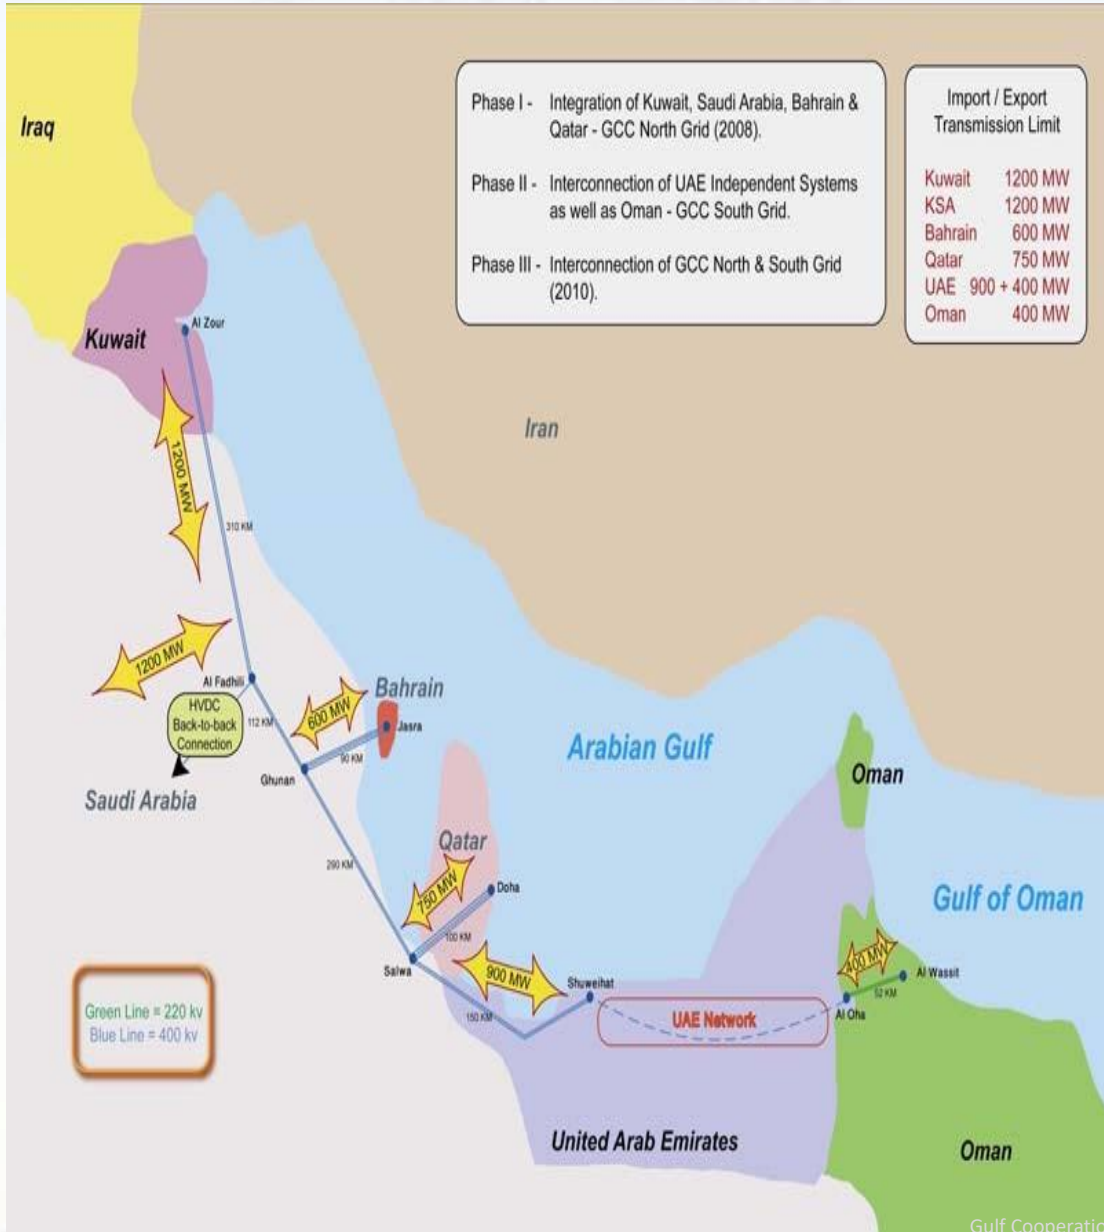 Phase I - Integration of Kuwait, Saudi Arabia, Bahrain &
Qatar - GCC North Grid (2008).
Phase II - Interconnection of UAE Independent Systems
as well as Oman - GCC South Grid.
Phase III - Interconnection of GCC North & South Grid
(2010).
Import / Export
Transmission Limit
Kuwait 1200 MW
KSA 1200 MW
Bahrain 600 MW
Qatar 750 MW
UAE 900 + 400 MW
Oman 400 MW
Iraq
Al Zour
Kuwait
Iran
1200 MW
310 KM
1200 MW
Al Fadhili
HVDC
Back-to-back
Connection
112 KM
600 MW
Bahrain
Jasra
90 KM
Ghunan
Saudi Arabia
Arabian Gulf
Oman
Qatar
290 KM
750 MW
Doha
100 KM
Gulf of Oman
Salwa
900 MW
Shuweihat
150 KM
UAE Network
400 MW
Al Wassit
52 KM
Al Oha
Green Line = 220 kv
Blue Line = 400 kv
United Arab Emirates
Oman
Gulf Cooperatio